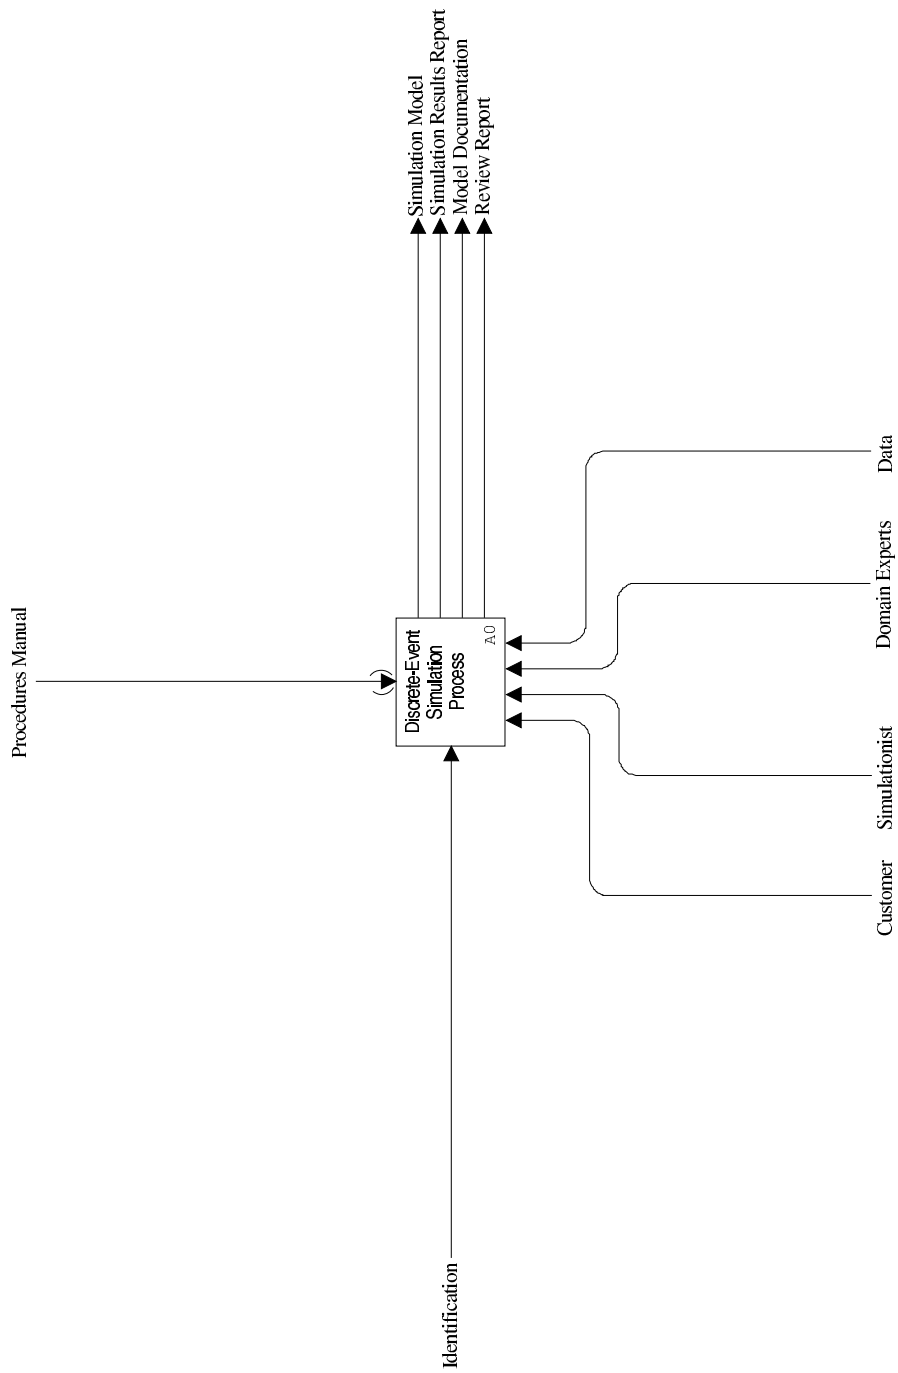 Procedures Manual
Identification
Discrete-Event
Simulation
Process
A0
Simulation Model
Simulation Results Report
Model Documentation
Review Report
Customer
Simulationist
Domain Experts
Data